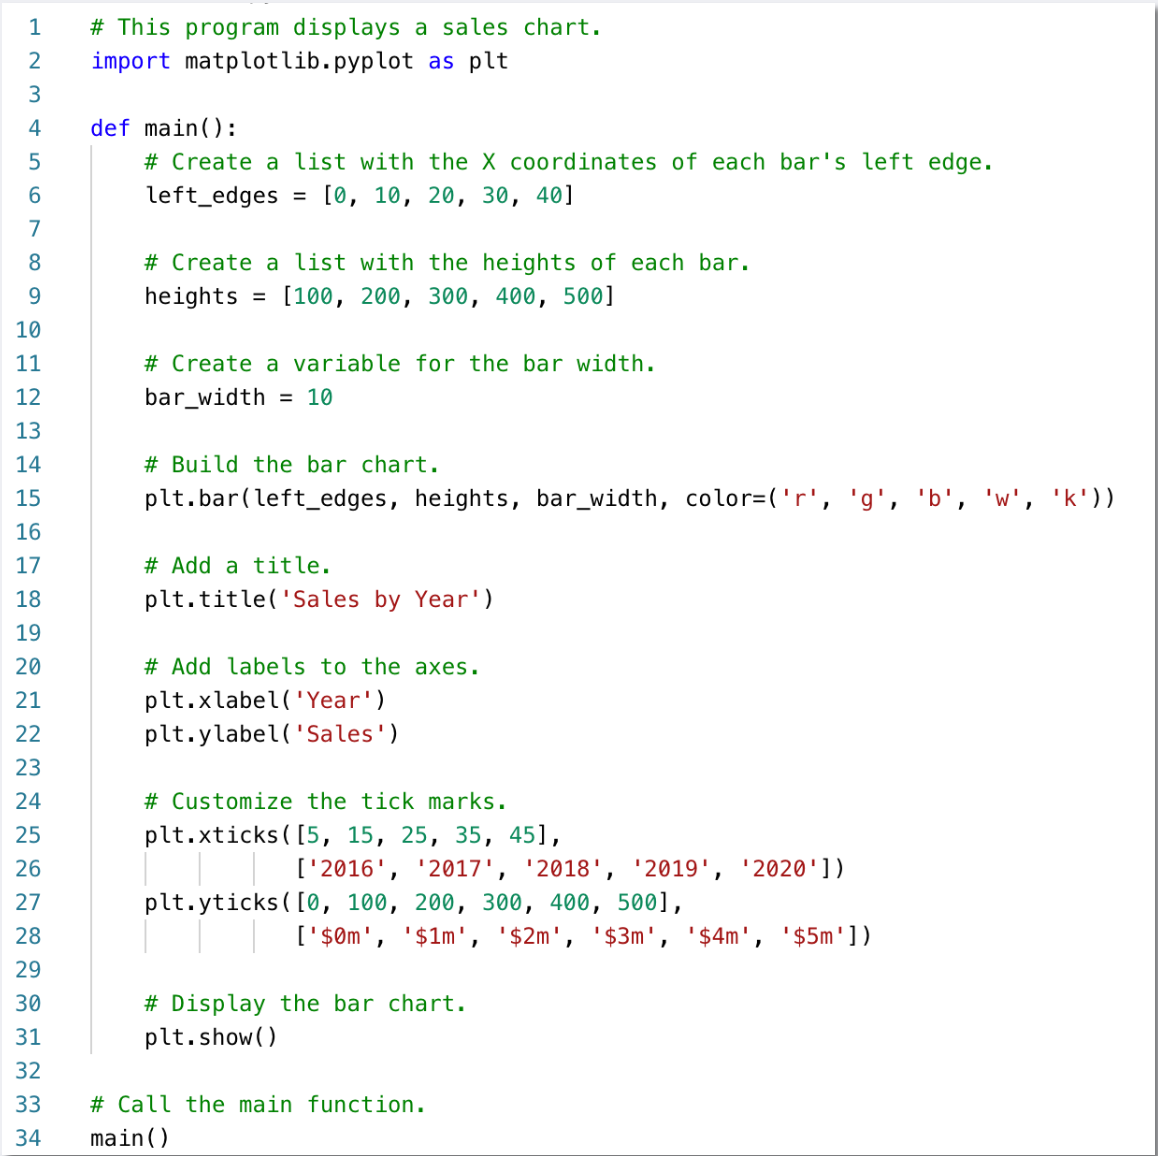 1 # This program displays a sales chart.
2 import matplotlib.pyplot as plt
3
4 def main():
5     # Create a list with the X coordinates of each bar's left edge.
6     left_edges = [0, 10, 20, 30, 40]
7
8     # Create a list with the heights of each bar.
9     heights = [100, 200, 300, 400, 500]
10
11     # Create a variable for the bar width.
12     bar_width = 10
13
14     # Build the bar chart.
15     plt.bar(left_edges, heights, bar_width, color=('r', 'g', 'b', 'w', 'k'))
16
17     # Add a title.
18     plt.title('Sales by Year')
19
20     # Add labels to the axes.
21     plt.xlabel('Year')
22     plt.ylabel('Sales')
23
24     # Customize the tick marks.
25     plt.xticks([5, 15, 25, 35, 45],
26                ['2016', '2017', '2018', '2019', '2020'])
27     plt.yticks([0, 100, 200, 300, 400, 500],
28                ['$0m', '$1m', '$2m', '$3m', '$4m', '$5m'])
29
30     # Display the bar chart.
31     plt.show()
32
33 # Call the main function.
34 main()